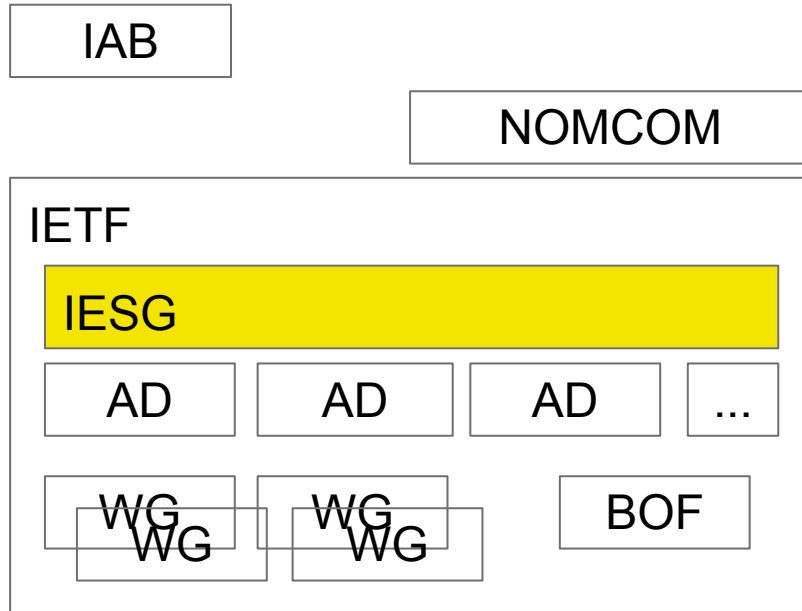 IAB
NOMCOM
IETF
IESG
AD AD AD ...
WG WG BOF
WG WG